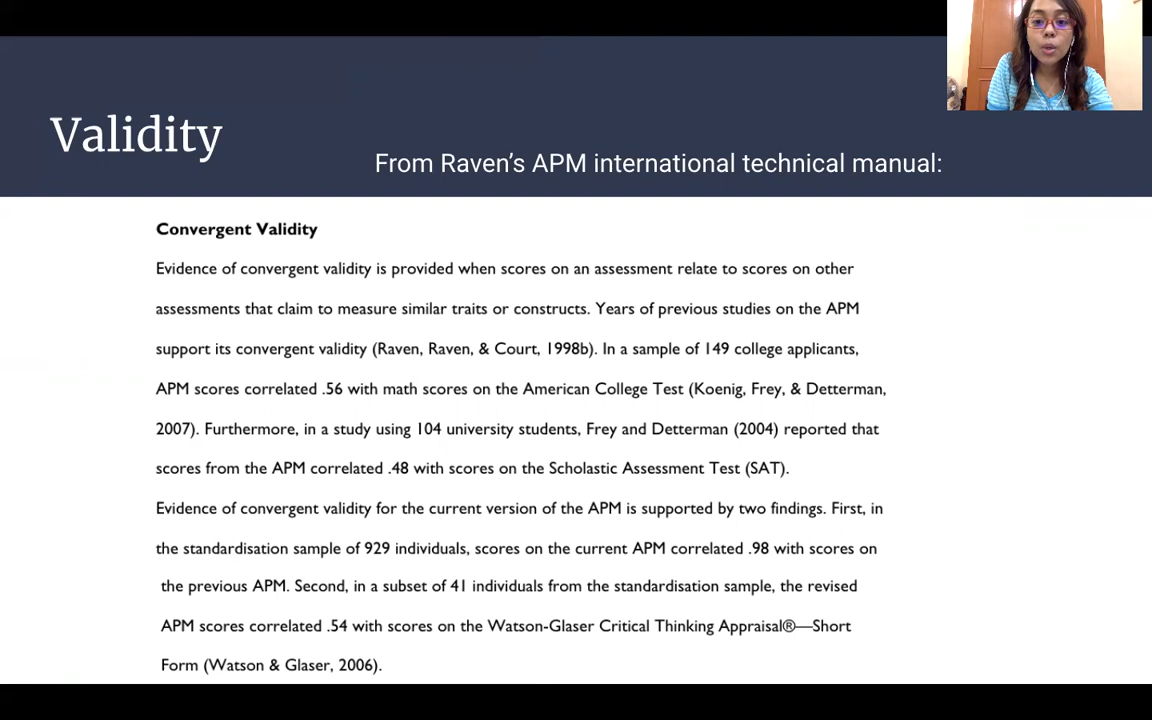 Validity
From Raven's APM international technical manual:
Convergent Validity
Evidence of convergent validity is provided when scores on an assessment relate to scores on other
assessments that claim to measure similar traits or constructs. Years of previous studies on the APM
support its convergent validity (Raven, Raven, & Court, 1998b). In a sample of 149 college applicants,
APM scores correlated .56 with math scores on the American College Test (Koenig, Frey, & Detterman,
2007). Furthermore, in a study using 104 university students, Frey and Detterman (2004) reported that
scores from the APM correlated .48 with scores on the Scholastic Assessment Test (SAT).
Evidence of convergent validity for the current version of the APM is supported by two findings. First, in
the standardisation sample of 929 individuals, scores on the current APM correlated .98 with scores on
the previous APM. Second, in a subset of 41 individuals from the standardisation sample, the revised
APM scores correlated .54 with scores on the Watson-Glaser Critical Thinking Appraisal®—Short
Form (Watson & Glaser, 2006).